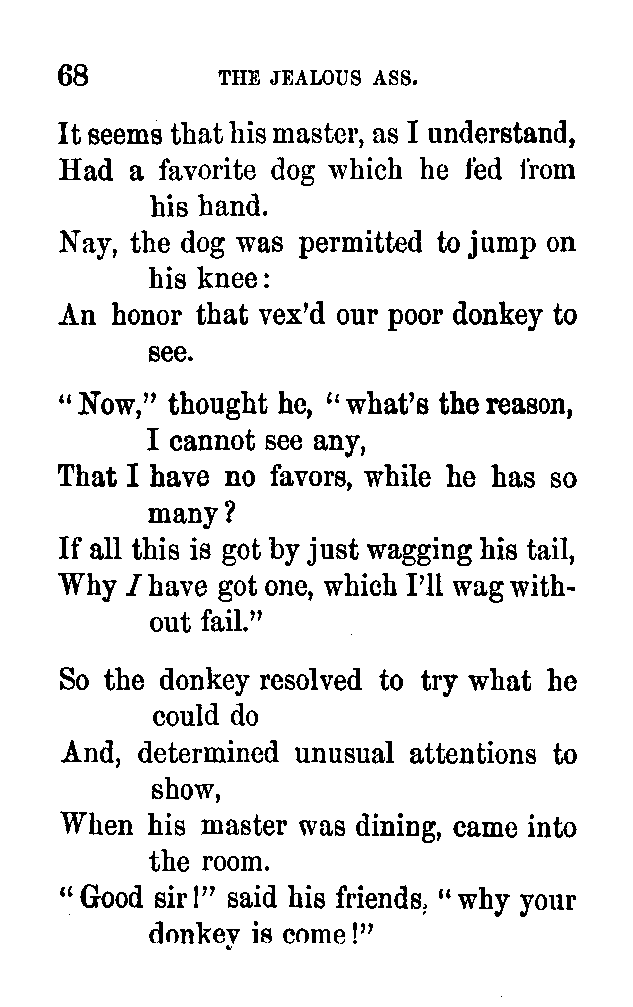 68 THE JEALOUS ASS.
It seems that his master, as I understand,
Had a favorite dog which he fed from
his hand.
Nay, the dog was permitted to jump on
his knee:
An honor that vex'd our poor donkey to
see.
"Now," thought he, "what's the reason,
I cannot see any,
That I have no favors, while he has so
many?
If all this is got by just wagging his tail,
Why I have got one, which I'll wag with-
out fail."
So the donkey resolved to try what he
could do
And, determined unusual attentions to
show,
When his master was dining, came into
the room.
"Good sir!" said his friends, "why your
donkey is come!"